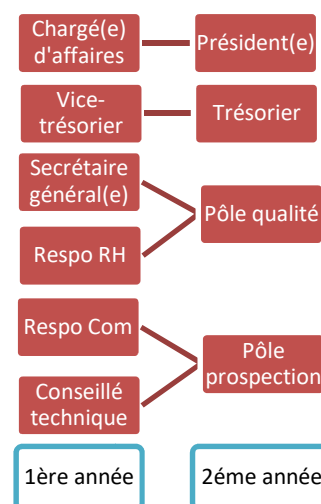 Chargé(e)
d'affaires
Président(e)
Vice-
trésorier
Trésorier
Secrétaire
général(e)
Pôle qualité
Respo RH
Respo Com
Pôle
prospection
Conseillé
technique
1ère année
2éme année